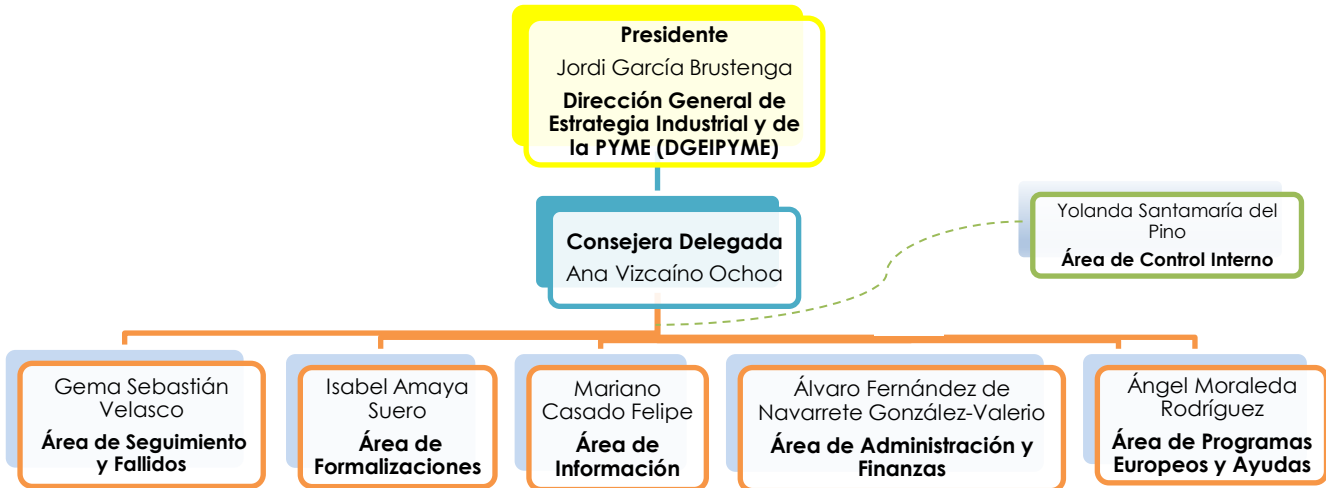 Presidente
Jordi García Brustenga
Dirección General de
Estrategia Industrial y de
la PYME (DGEIPYME)
Consejera Delegada
Ana Vizcaíno Ochoa
Yolanda Santamaría del
Pino
Área de Control Interno
Gema Sebastián
Velasco
Área de Seguimiento
y Fallidos
Isabel Amaya
Suero
Área de
Formalizaciones
Mariano
Casado Felipe
Área de
Información
Álvaro Fernández de
Navarrete González-Valerio
Área de Administración y
Finanzas
Ángel Moraleda
Rodríguez
Área de Programas
Europeos y Ayudas